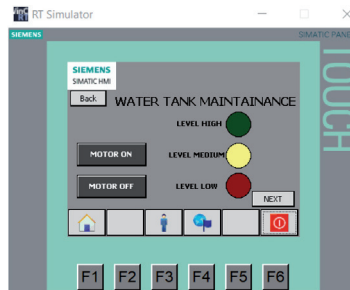 RT Simulator
SIEMENS
SIMATIC PANEL
TOUCH
SIEMENS
SIMATIC HMI
Back
WATER TANK MAINTAINANCE
LEVEL HIGH
MOTOR ON
LEVEL MEDIUM
MOTOR OFF
LEVEL LOW
NEXT
F1 F2 F3 F4 F5 F6